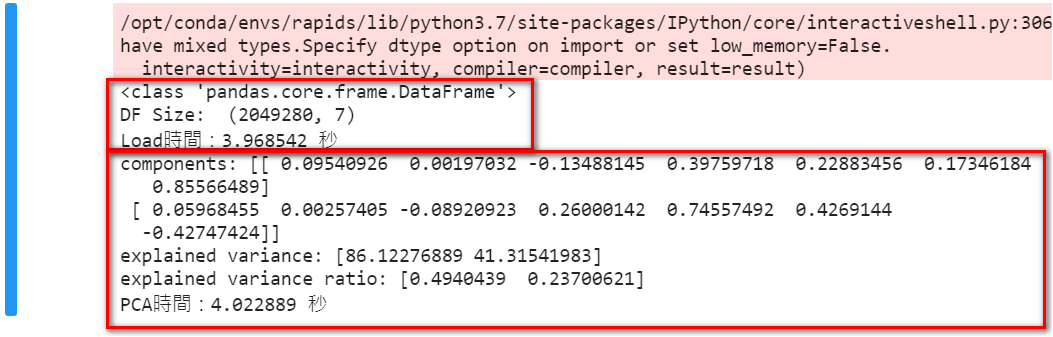 /opt/conda/envs/rapids/lib/python3.7/site-packages/IPython/core/interactiveshell.py:306
have mixed types.Specify dtype option on import or set low_memory=False.
interactivity=interactivity, compiler=compiler, result=result)
<class 'pandas.core.frame.DataFrame'>
DF Size:  (2049280, 7)
Load時間：3.968542 秒
components: [[ 0.09540926  0.00197032 -0.13488145  0.39759718  0.22883456  0.17346184
0.85566489]
[ 0.05968455  0.00257405 -0.08920923  0.26000142  0.74557492  0.4269144
-0.42747424]]
explained variance: [86.12276889 41.31541983]
explained variance ratio: [0.4940439  0.23700621]
PCA時間：4.022889 秒